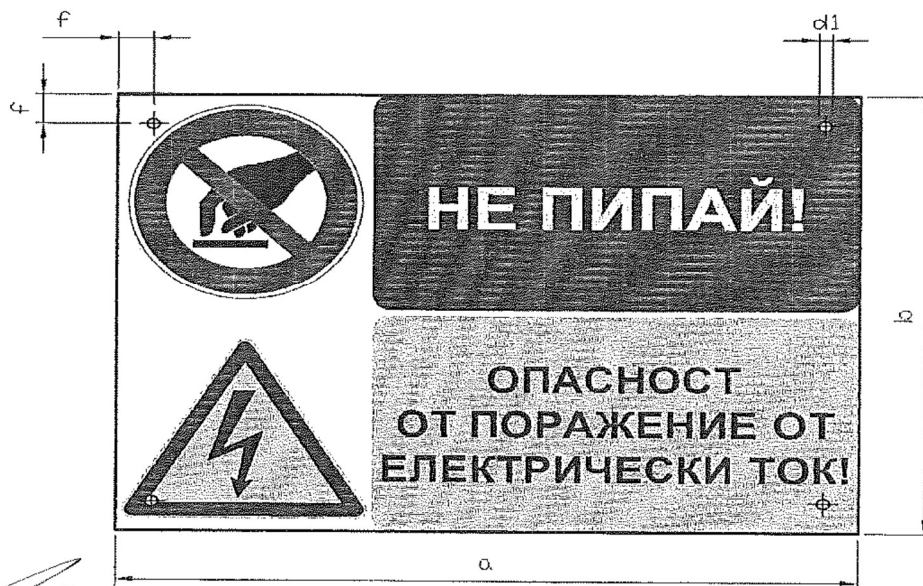 f
d1
f
НЕ ПИПАЙ!
b
ОПАСНОСТ
ОТ ПОРАЖЕНИЕ ОТ
ЕЛЕКТРИЧЕСКИ ТОК!
a